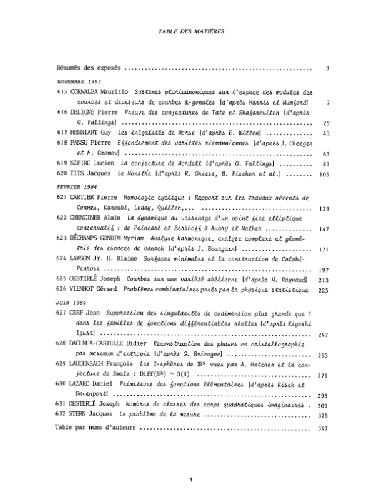 TABLE DES MATIÈRES
Résumés des exposés 3
NOVEMBRE 1983
615 CORNALBA Maurizio Systèmes pluricanoniques sur l'espace des modules des
courbes et diviseurs de courbes k-gonales [d'après Harris et Mumford] 7
616 DELIGNE Pierre Preuve des conjectures de Tate et Shafarevitch [d'après
G. Faltings] 25
617 HENNIART Guy Les inégalités de Morse [d'après E. Witten] 43
618 PANSU Pierre Effondrement des variétés riemanniennes [d'après J. Cheeger
et M. Gromov] 63
619 SZPIRO Lucien La conjecture de Mordell [d'après G. Faltings] 83
620 TITS Jacques Le Monstre [d'après R. Griess, B. Fischer et al.] 105
FEVRIER 1984
621 CARTIER Pierre Homologie cyclique : Rapport sur les travaux récents de
Connes, Karoubi, Loday, Quillen,... 123
622 CHENCINER Alain La dynamique au voisinage d'un point fixe elliptique
conservatif : de Poincaré et Birkhoff à Aubry et Mather 147
623 DÉCHAMPS-GONDIM Myriam Analyse harmonique, analyse complexe et géomé-
trie des espaces de Banach [d'après J. Bourgain] 171
624 LAWSON Jr. H. Blaine Surfaces minimales et la construction de Calabi-
Penrose 197
625 OESTERLÉ Joseph Courbes sur une variété abélienne [d'après M. Raynaud] 213
626 VIENNOT Gérard Problèmes combinatoires posés par la physique statistique 225
JUIN 1984
627 CERF Jean Suppression des singularités de codimension plus grande que 1
dans les familles de fonctions différentiables réelles [d'après Kiyoshi
Igusa] 247
628 DACUNHA-CASTELLE Didier Reconstruction des phases en cristallographie
par maximum d'entropie [d'après G. Bricogne]
629 LAUDENBACH François Les 2-sphères de R³ vues par A. Hatcher et la con-
jecture de Smale : Diff(S³) ~ O(4) 279
630 LAZARD Daniel Primitives des fonctions élémentaires [d'après Risch et
Davenport] 295
631 OESTERLÉ Joseph Nombres de classes des corps quadratiques imaginaires 309
632 STERN Jacques Le problème de la mesure 325
Table par noms d'auteurs
1